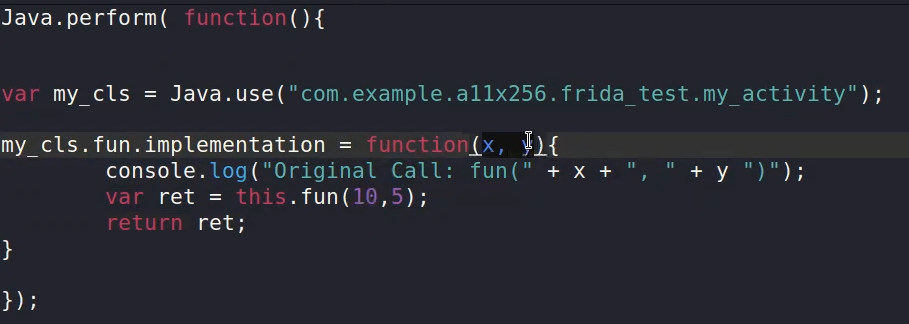 Java.perform( function(){
var my_cls = Java.use("com.example.a11x256.frida_test.my_activity");
my_cls.fun.implementation = function(x, y){
console.log("Original Call: fun(" + x + ", " + y ")");
var ret = this.fun(10,5);
return ret;
}
});